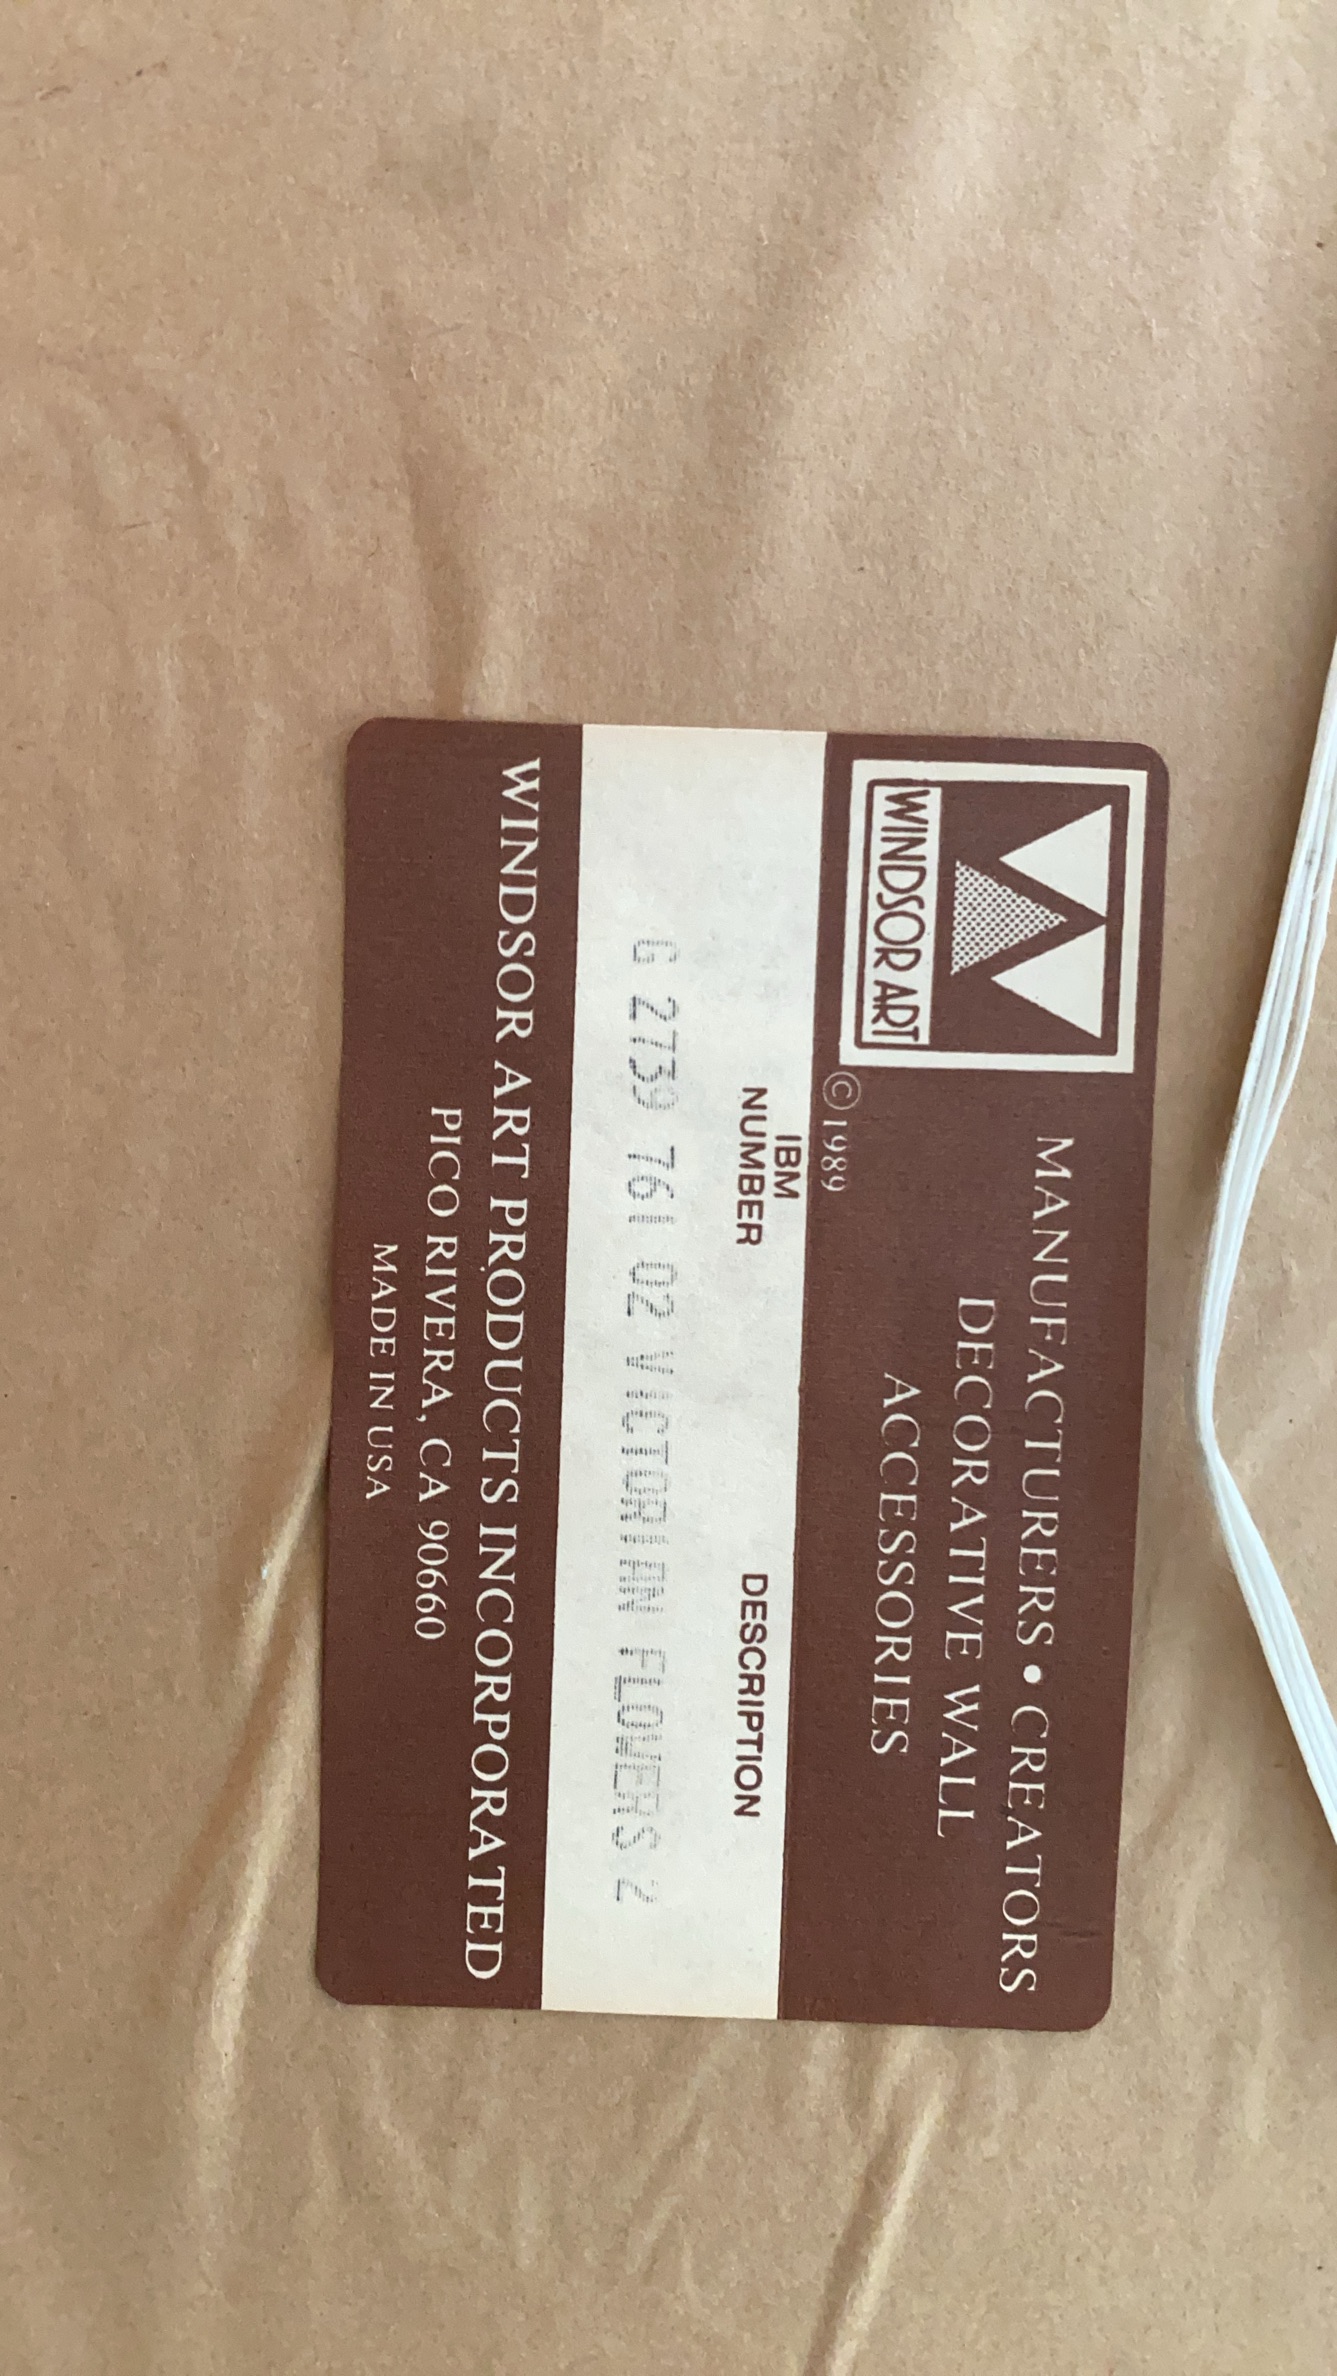 WINDSOR ART
MANUFACTURERS • CREATORS
DECORATIVE WALL
ACCESSORIES
© 1989
IBM
NUMBER
DESCRIPTION
G 2739 761 02 VICTORIAN FLOWERS 2
WINDSOR ART PRODUCTS INCORPORATED
PICO RIVERA, CA 90660
MADE IN USA